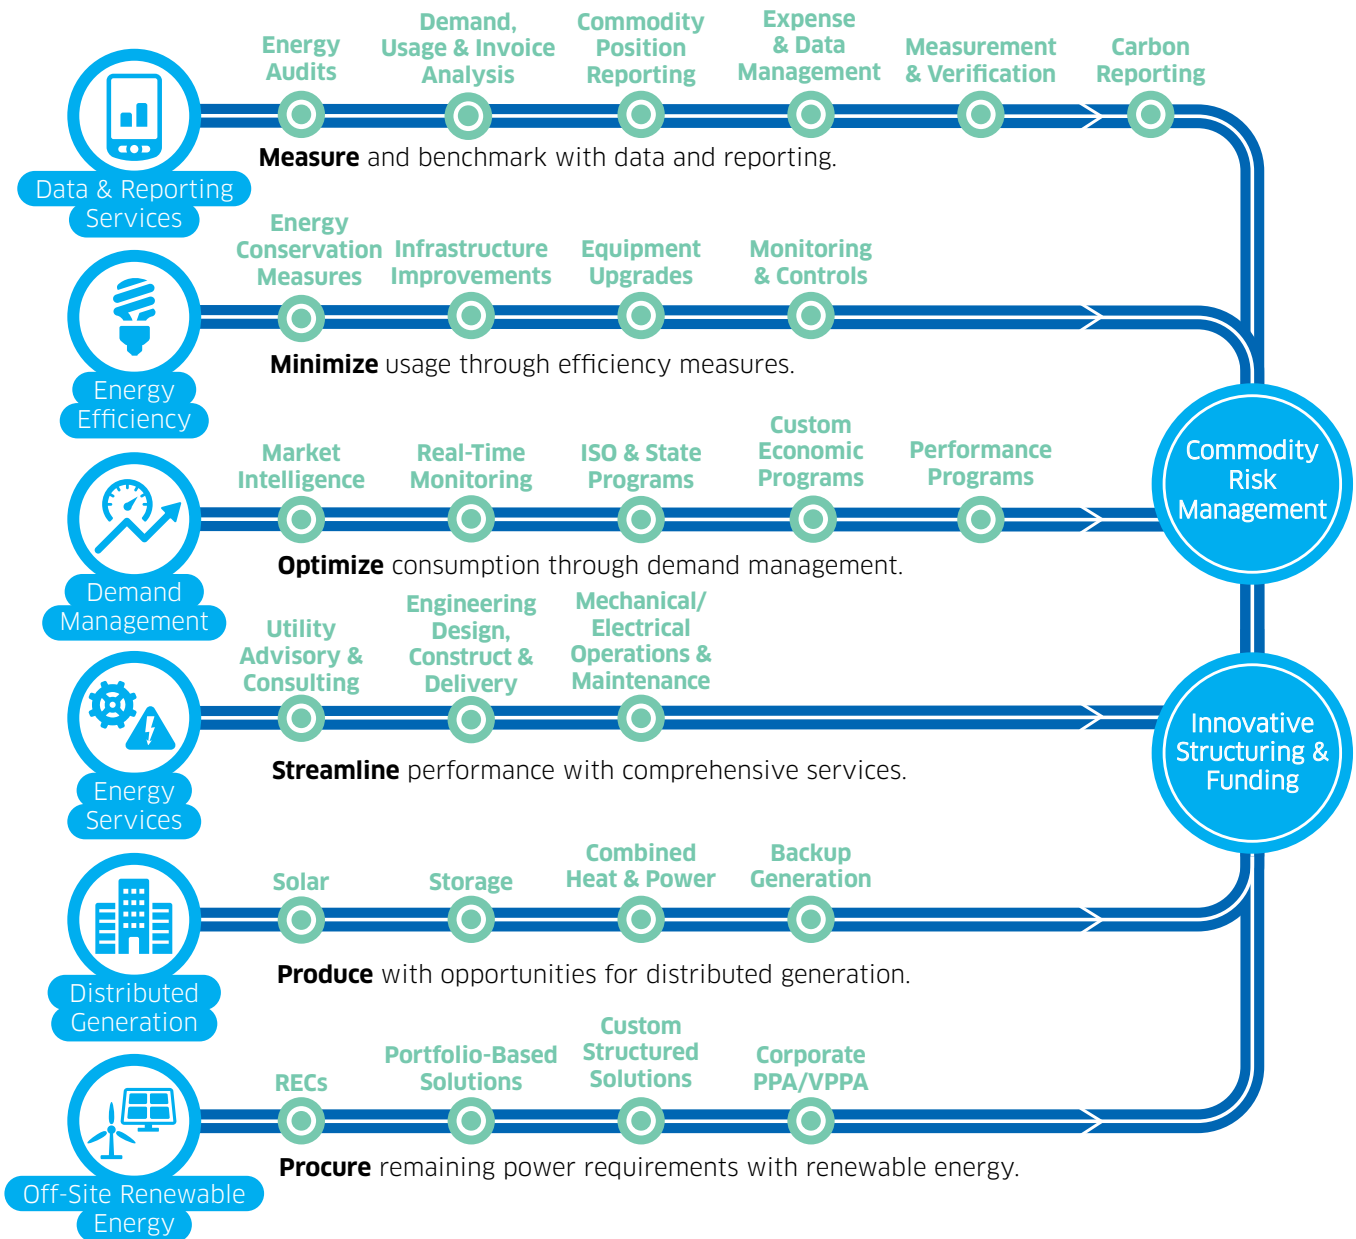 Energy
Audits
Demand,
Usage & Invoice
Analysis
Commodity
Position
Reporting
Expense
& Data
Management
Measurement
& Verification
Carbon
Reporting
Measure and benchmark with data and reporting.
Data & Reporting
Services
Energy
Conservation
Measures
Infrastructure
Improvements
Equipment
Upgrades
Monitoring
& Controls
Minimize usage through efficiency measures.
Energy
Efficiency
Market
Intelligence
Real-Time
Monitoring
ISO & State
Programs
Custom
Economic
Programs
Performance
Programs
Commodity
Risk
Management
Optimize consumption through demand management.
Demand
Management
Utility
Advisory &
Consulting
Engineering
Design,
Construct &
Delivery
Mechanical/
Electrical
Operations &
Maintenance
Innovative
Structuring &
Funding
Streamline performance with comprehensive services.
Energy
Services
Solar
Storage
Combined
Heat & Power
Backup
Generation
Produce with opportunities for distributed generation.
Distributed
Generation
RECs
Portfolio-Based
Solutions
Custom
Structured
Solutions
Corporate
PPA/VPPA
Procure remaining power requirements with renewable energy.
Off-Site Renewable
Energy